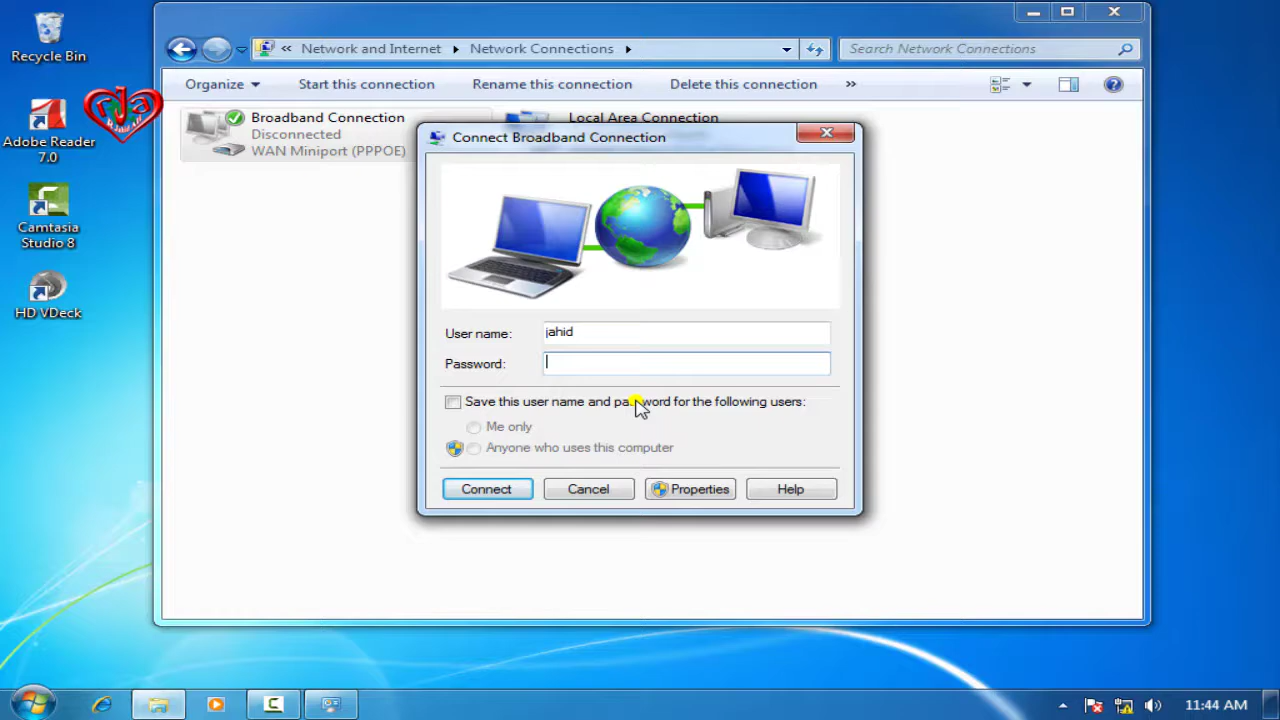 Recycle Bin
Adobe Reader
7.0
Camtasia
Studio 8
HD VDeck
« Network and Internet Network Connections
Search Network Connections
Organize Start this connection Rename this connection Delete this connection »
Broadband Connection
Disconnected
WAN Miniport (PPPOE)
Local Area Connection
Connect Broadband Connection
User name: jahid
Password:
Save this user name and password for the following users:
Me only
Anyone who uses this computer
Connect Cancel Properties Help
11:44 AM